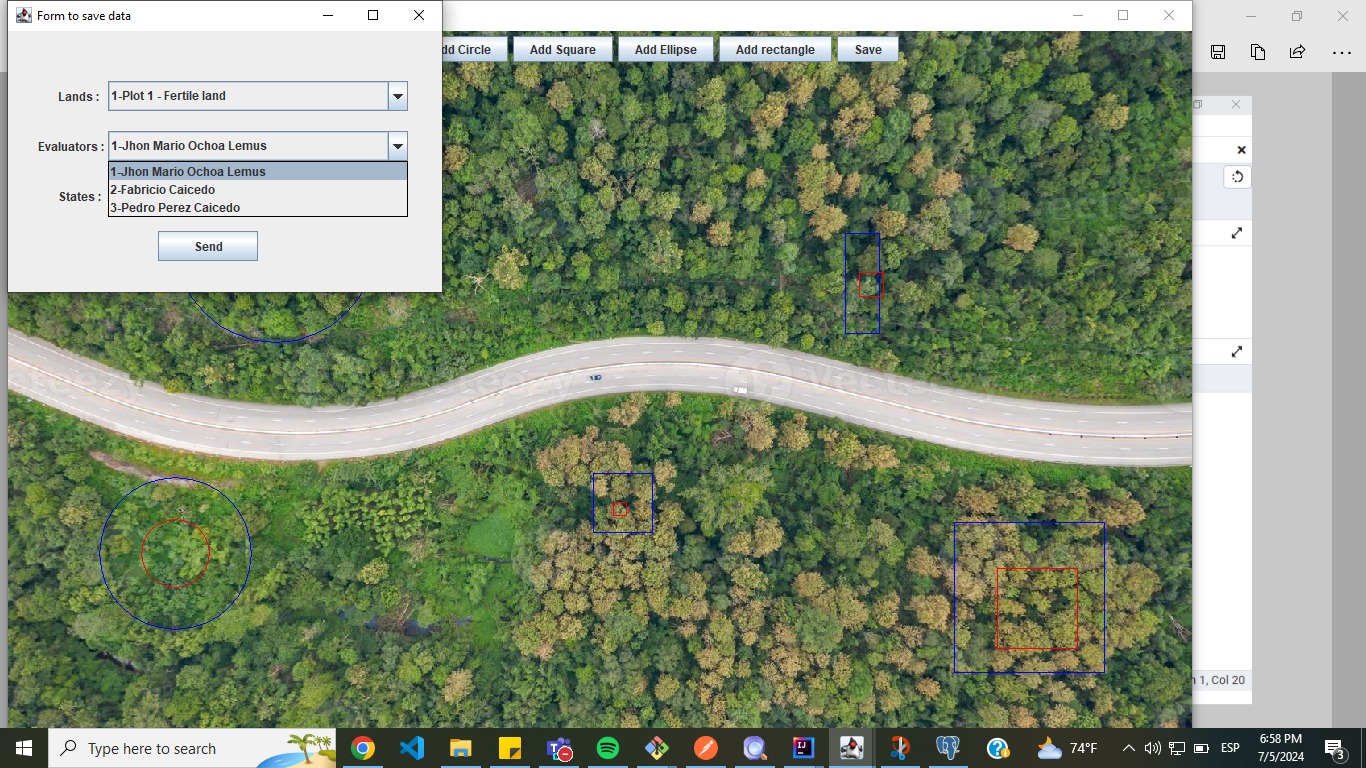 Form to save data
dd Circle
Add Square
Add Ellipse
Add rectangle
Save
Lands :
1-Plot 1 - Fertile land
Evaluators :
1-Jhon Mario Ochoa Lemus
1-Jhon Mario Ochoa Lemus
2-Fabricio Caicedo
3-Pedro Perez Caicedo
States :
Send
1, Col 20
Type here to search
74°F
ESP
6:58 PM
7/5/2024
3